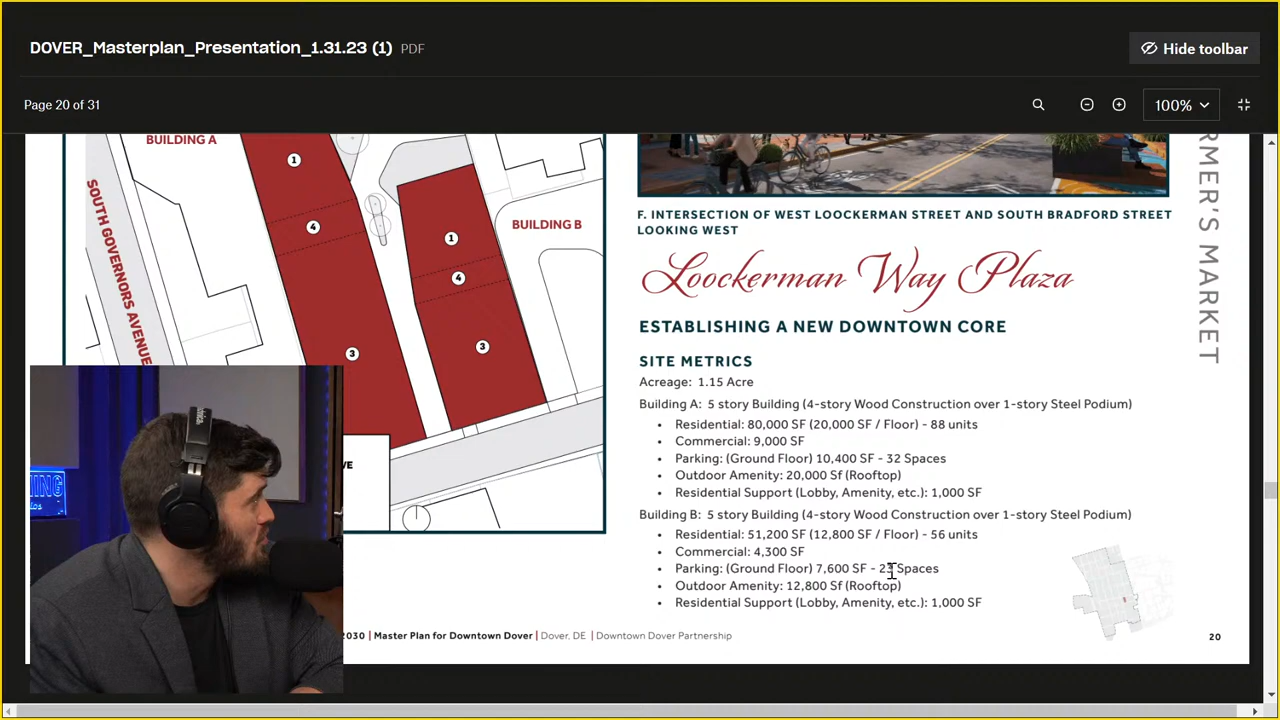 DOVER_Masterplan_Presentation_1.31.23 (1) PDF
Hide toolbar
Page 20 of 31
100%
BUILDING A
1
4
3
SOUTH GOVERNORS AVENUE
1
4
3
BUILDING B
VE
F. INTERSECTION OF WEST LOOCKERMAN STREET AND SOUTH BRADFORD STREET
LOOKING WEST
Loockerman Way Plaza
ESTABLISHING A NEW DOWNTOWN CORE
SITE METRICS
Acreage: 1.15 Acre
Building A: 5 story Building (4-story Wood Construction over 1-story Steel Podium)
• Residential: 80,000 SF (20,000 SF / Floor) - 88 units
• Commercial: 9,000 SF
• Parking: (Ground Floor) 10,400 SF - 32 Spaces
• Outdoor Amenity: 20,000 Sf (Rooftop)
• Residential Support (Lobby, Amenity, etc.): 1,000 SF
Building B: 5 story Building (4-story Wood Construction over 1-story Steel Podium)
• Residential: 51,200 SF (12,800 SF / Floor) - 56 units
• Commercial: 4,300 SF
• Parking: (Ground Floor) 7,600 SF - 23 Spaces
• Outdoor Amenity: 12,800 Sf (Rooftop)
• Residential Support (Lobby, Amenity, etc.): 1,000 SF
RMER'S MARKET
2030 | Master Plan for Downtown Dover | Dover, DE | Downtown Dover Partnership
20